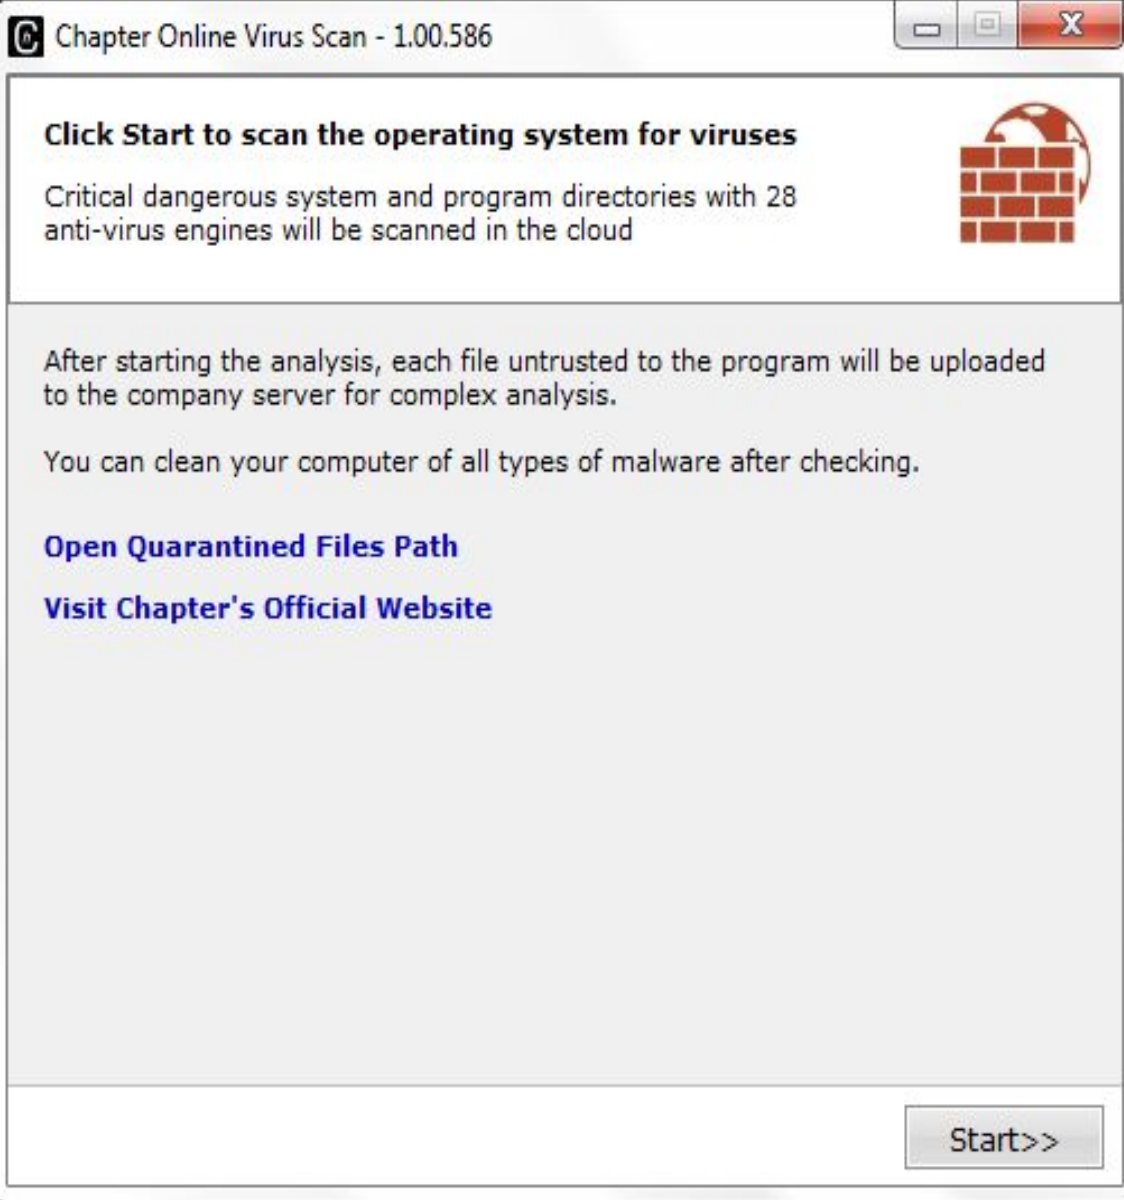 Chapter Online Virus Scan - 1.00.586
X
Click Start to scan the operating system for viruses
Critical dangerous system and program directories with 28
anti-virus engines will be scanned in the cloud
After starting the analysis, each file untrusted to the program will be uploaded
to the company server for complex analysis.
You can clean your computer of all types of malware after checking.
Open Quarantined Files Path
Visit Chapter's Official Website
Start>>